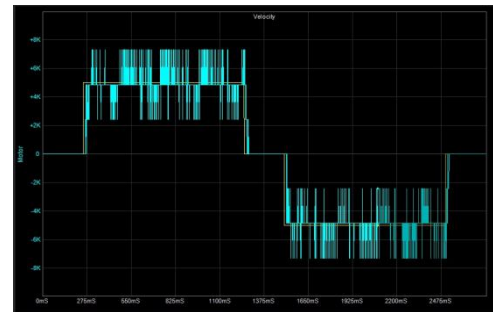 Velocity
+8K
+6K
+4K
+2K
Motor
0
-2K
-4K
-6K
-8K
0mS 275mS 550mS 825mS 1100mS 1375mS 1650mS 1925mS 2200mS 2475mS